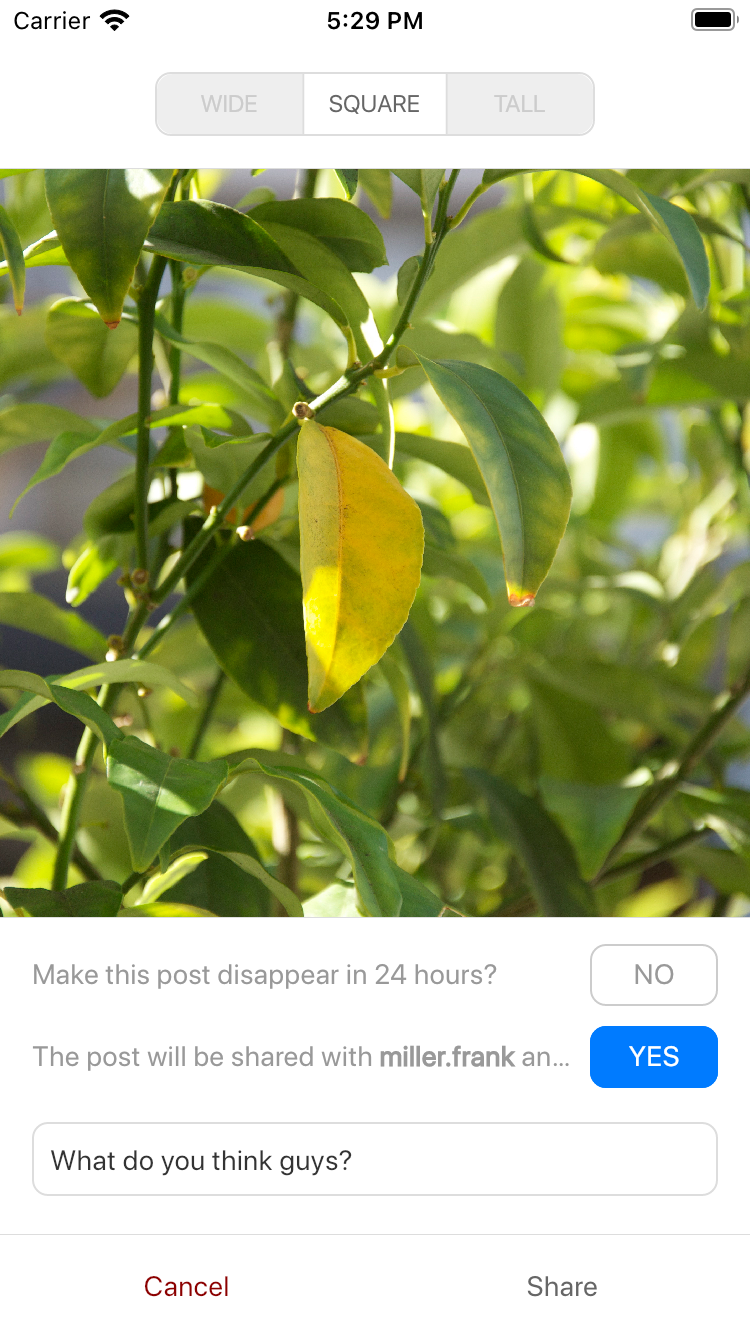 Carrier 5:29 PM
WIDE SQUARE TALL
Make this post disappear in 24 hours? NO
The post will be shared with miller.frank an... YES
What do you think guys?
Cancel Share